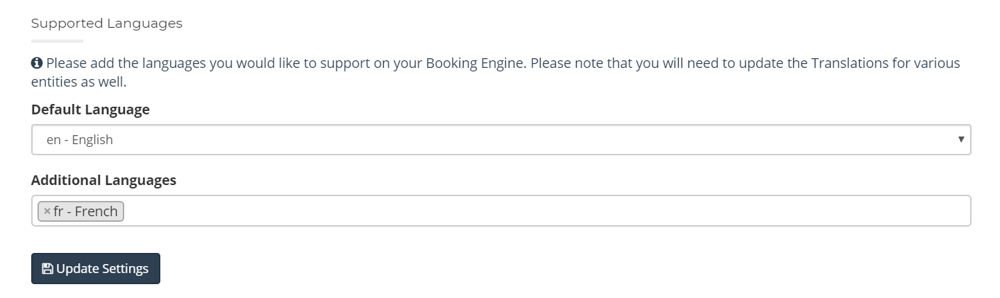 Supported Languages
Please add the languages you would like to support on your Booking Engine. Please note that you will need to update the Translations for various
entities as well.
Default Language
en - English
Additional Languages
× fr - French
Update Settings